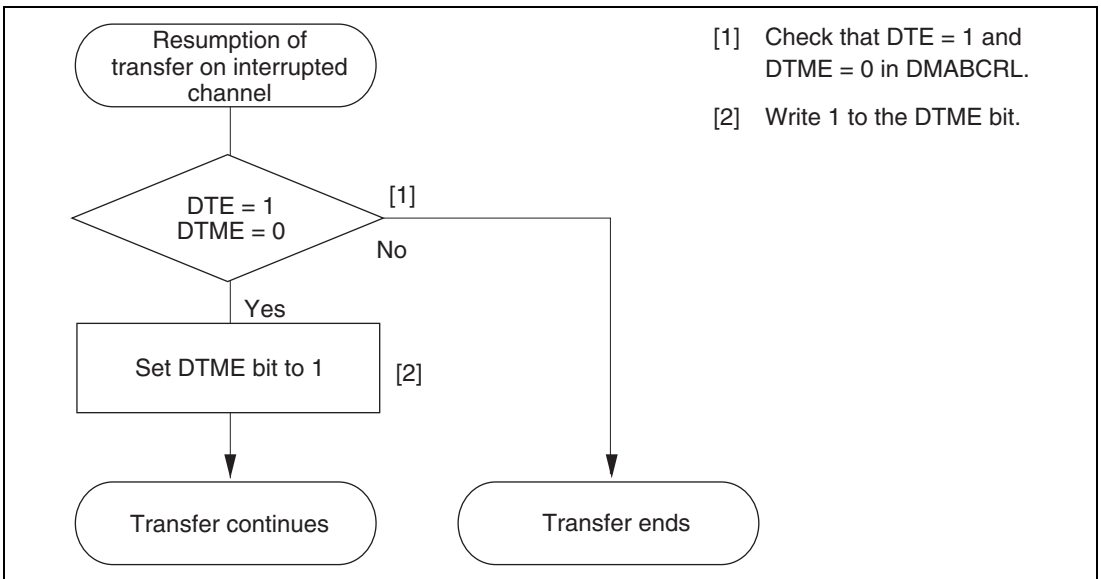 Resumption of
transfer on interrupted
channel
[1] Check that DTE = 1 and
DTME = 0 in DMABCRL.
[2] Write 1 to the DTME bit.
DTE = 1
DTME = 0
[1]
No
Yes
Set DTME bit to 1
[2]
Transfer continues
Transfer ends